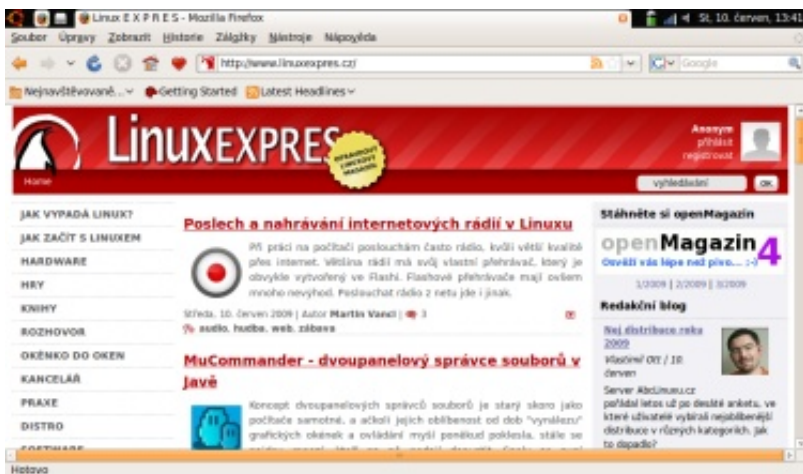 Linux E X P R E S - Mozilla Firefox
St, 10. červen, 13:41
Soubor Úpravy Zobrazit Historie Záložky Nástroje Nápověda
http://www.linuxexpres.cz/
Google
Nejnavštěvované... Getting Started Latest Headlines
LinuxEXPRES
Anonym
přihlásit
registrovat
Home
vyhledávání
OK
JAK VYPADÁ LINUX?
JAK ZAČÍT S LINUXEM
HARDWARE
HRY
KNIHY
ROZHOVOR
OKÉNKO DO OKEN
KANCELÁŘ
PRAXE
DISTRO
SOFTWARE
Poslech a nahrávání internetových rádií v Linuxu
Při práci na počítači poslouchám často rádio, kvůli větší kvalitě
přes internet. Většina rádií má svůj vlastní přehrávač, který je
obvykle vytvořený ve Flashi. Flashové přehrávače mají ovšem
mnoho nevýhod. Poslouchat rádio z netu jde i jinak.
Středa, 10. červen 2009 | Autor Martin Vancl | 3
audio, hudba, web, zábava
MuCommander - dvoupanelový správce souborů v
Javě
Koncept dvoupanelových správců souborů je starý skoro jako
počítače samotné, a ačkoli jejich oblíbenost od dob "vynálezu"
grafických okének a ovládání myší poněkud poklesla, stále se
Stáhněte si openMagazin
openMagazin 4
Osvěží vás lépe než pivo... :-)
1/2009 | 2/2009 | 3/2009
Redakční blog
Nej distribuce roku
2009
Vlastimil Ott / 10.
červen
Server AbcLinuxu.cz
pořádal letos už po desáté anketu, ve
které uživatelé vybírali nejoblíbenější
distribuce v různých kategoriích. Jak
to dopadlo?
Hotovo